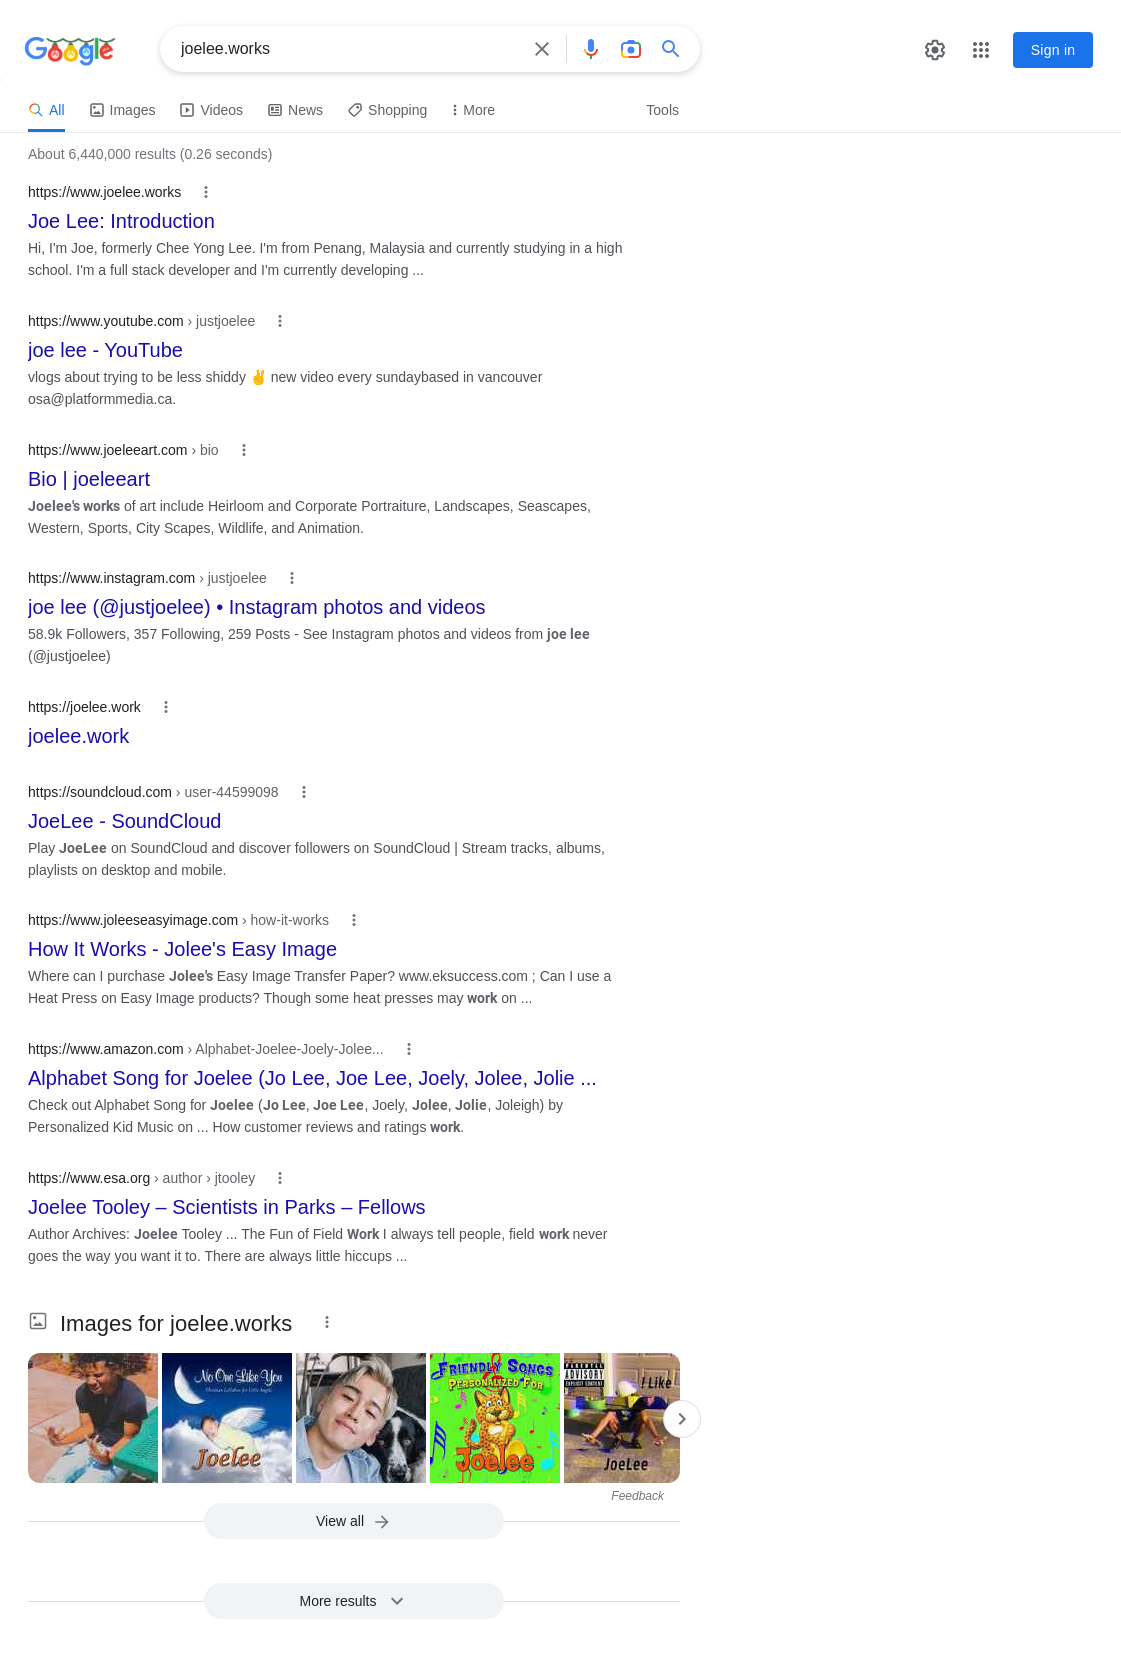 Google
joelee.works
Sign in
All
Images
Videos
News
Shopping
More
Tools
About 6,440,000 results (0.26 seconds)
https://www.joelee.works
Joe Lee: Introduction
Hi, I'm Joe, formerly Chee Yong Lee. I'm from Penang, Malaysia and currently studying in a high
school. I'm a full stack developer and I'm currently developing ...
https://www.youtube.com › justjoelee
joe lee - YouTube
vlogs about trying to be less shiddy ✌ new video every sundaybased in vancouver
osa@platformmedia.ca.
https://www.joeleeart.com › bio
Bio | joeleeart
Joelee's works of art include Heirloom and Corporate Portraiture, Landscapes, Seascapes,
Western, Sports, City Scapes, Wildlife, and Animation.
https://www.instagram.com › justjoelee
joe lee (@justjoelee) • Instagram photos and videos
58.9k Followers, 357 Following, 259 Posts - See Instagram photos and videos from joe lee
(@justjoelee)
https://joelee.work
joelee.work
https://soundcloud.com › user-44599098
JoeLee - SoundCloud
Play JoeLee on SoundCloud and discover followers on SoundCloud | Stream tracks, albums,
playlists on desktop and mobile.
https://www.joleeseasyimage.com › how-it-works
How It Works - Jolee's Easy Image
Where can I purchase Jolee's Easy Image Transfer Paper? www.eksuccess.com ; Can I use a
Heat Press on Easy Image products? Though some heat presses may work on ...
https://www.amazon.com › Alphabet-Joelee-Joely-Jolee...
Alphabet Song for Joelee (Jo Lee, Joe Lee, Joely, Jolee, Jolie ...
Check out Alphabet Song for Joelee (Jo Lee, Joe Lee, Joely, Jolee, Jolie, Joleigh) by
Personalized Kid Music on ... How customer reviews and ratings work.
https://www.esa.org › author › jtooley
Joelee Tooley – Scientists in Parks – Fellows
Author Archives: Joelee Tooley ... The Fun of Field Work I always tell people, field work never
goes the way you want it to. There are always little hiccups ...
Images for joelee.works
No One Like You
Christian Lullabies for Little Angels
Joelee
FRIENDLY SONGS
PERSONALIZED FOR
Joelee
PARENTAL
ADVISORY
EXPLICIT CONTENT
I Like
JoeLee
Feedback
View all
More results